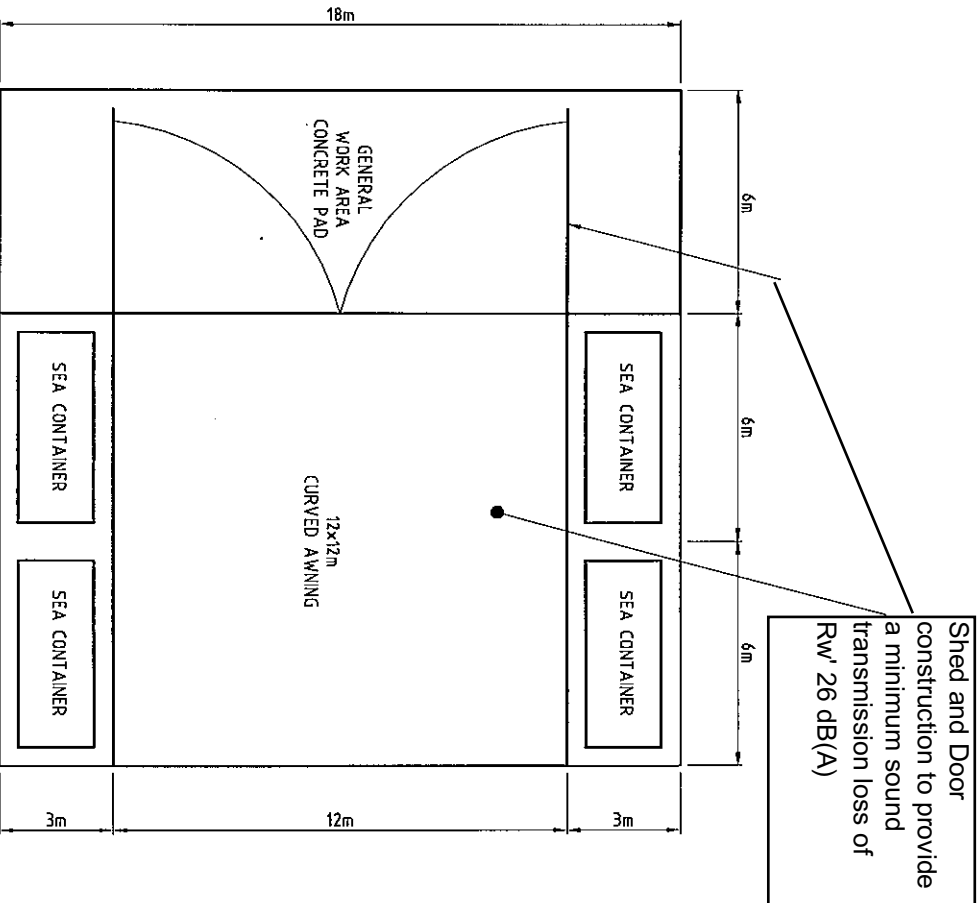 18m
6m
6m
6m
GENERAL
WORK AREA
CONCRETE PAD
SEA CONTAINER
SEA CONTAINER
12x12m
CURVED AWNING
SEA CONTAINER
SEA CONTAINER
3m
12m
3m
Shed and Door
construction to provide
a minimum sound
transmission loss of
Rw' 26 dB(A)